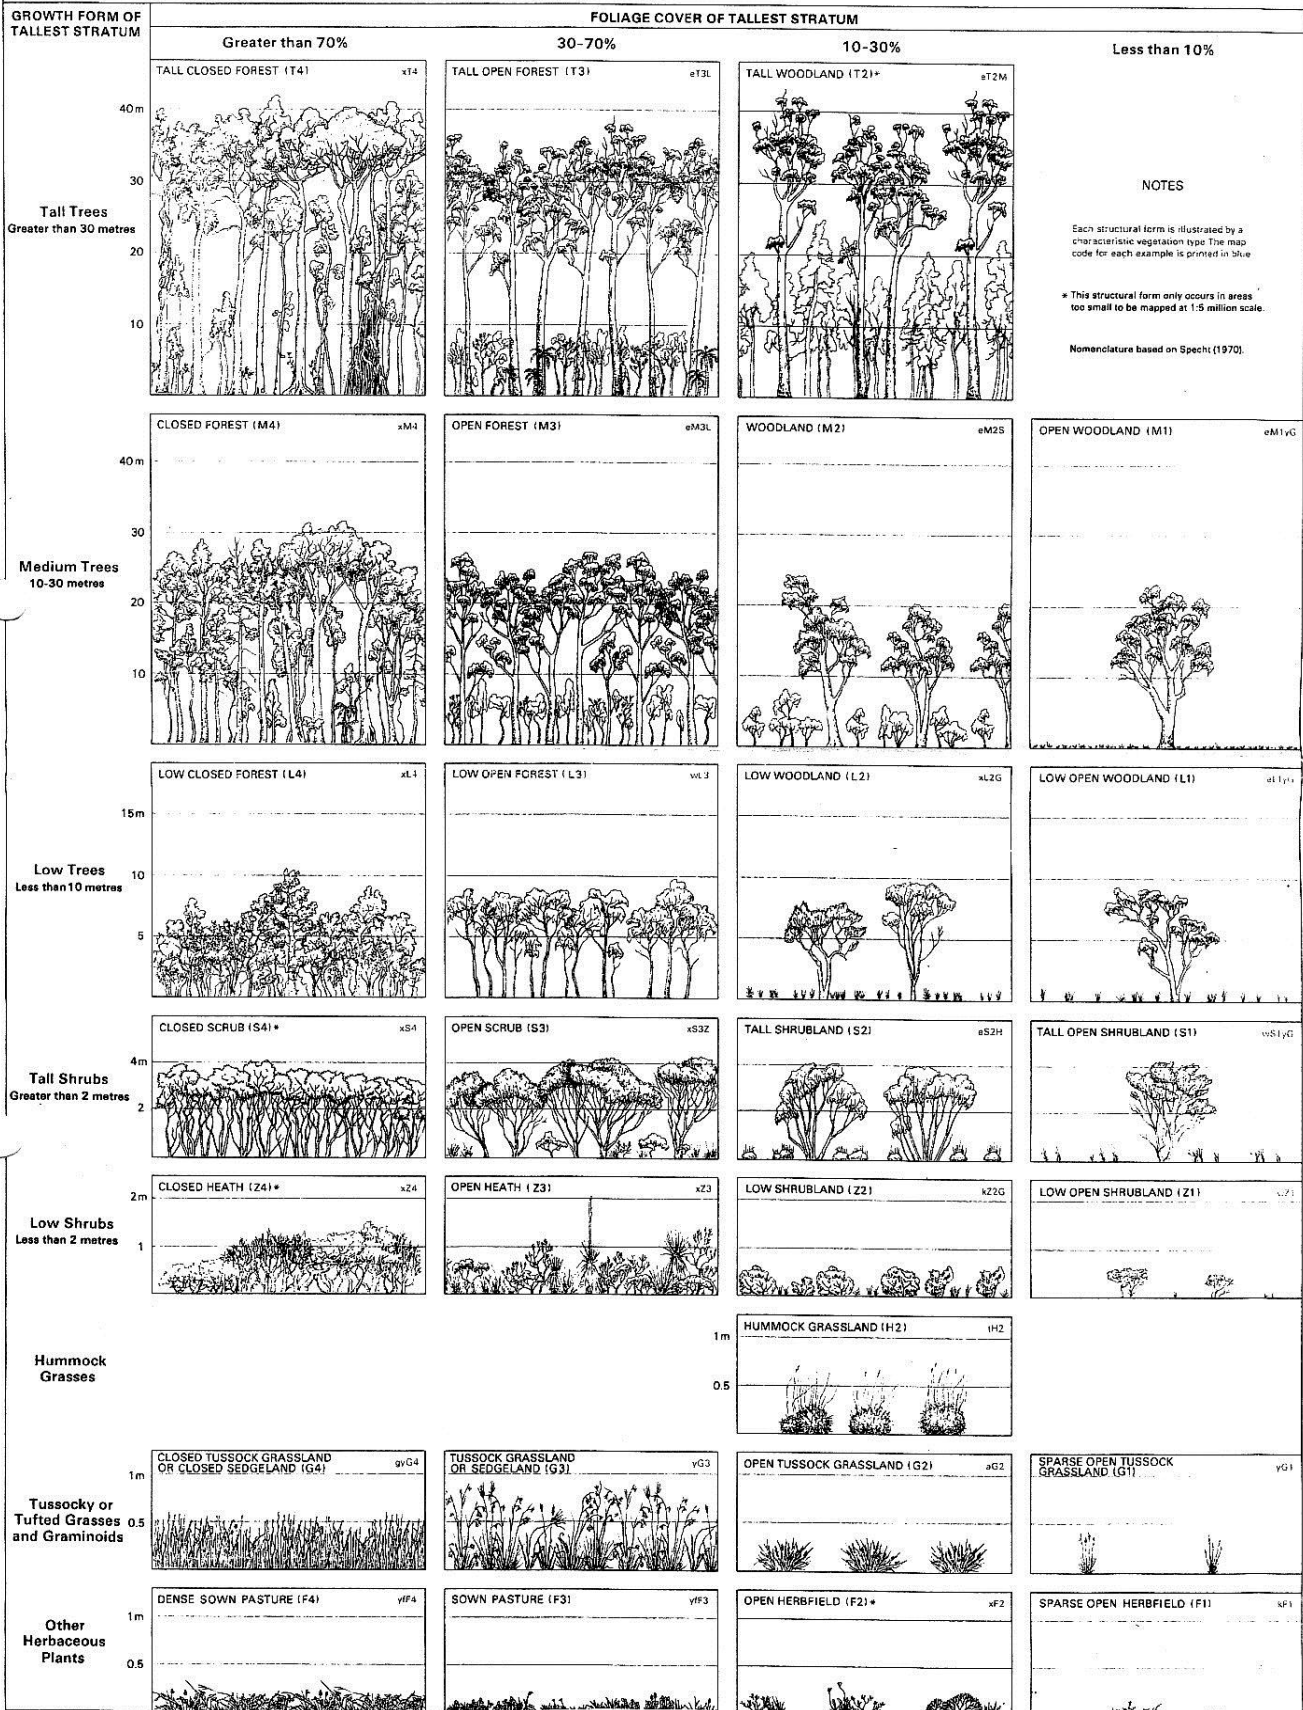 GROWTH FORM OF
TALLEST STRATUM
FOLIAGE COVER OF TALLEST STRATUM
Greater than 70%
30-70%
10-30%
Less than 10%
Tall Trees
Greater than 30 metres
40m
30
20
10
TALL CLOSED FOREST (T4) xT4
TALL OPEN FOREST (T3) eT3L
TALL WOODLAND (T2)* eT2M
NOTES
Each structural form is illustrated by a
characteristic vegetation type The map
code for each example is printed in blue
* This structural form only occurs in areas
too small to be mapped at 1:5 million scale.
Nomenclature based on Specht (1970).
Medium Trees
10-30 metres
40m
30
20
10
CLOSED FOREST (M4) xM4
OPEN FOREST (M3) eM3L
WOODLAND (M2) eM2S
OPEN WOODLAND (M1) eM1yG
Low Trees
Less than 10 metres
15m
10
5
LOW CLOSED FOREST (L4) xL4
LOW OPEN FOREST (L3) wL3
LOW WOODLAND (L2) xL2G
LOW OPEN WOODLAND (L1)
Tall Shrubs
Greater than 2 metres
4m
2
CLOSED SCRUB (S4)* xS4
OPEN SCRUB (S3) xS3Z
TALL SHRUBLAND (S2) eS2H
TALL OPEN SHRUBLAND (S1) wS1yG
Low Shrubs
Less than 2 metres
2m
1
CLOSED HEATH (Z4)* xZ4
OPEN HEATH (Z3) xZ3
LOW SHRUBLAND (Z2) kZ2G
LOW OPEN SHRUBLAND (Z1)
Hummock
Grasses
1m
0.5
HUMMOCK GRASSLAND (H2) tH2
Tussocky or
Tufted Grasses
and Graminoids
1m
0.5
CLOSED TUSSOCK GRASSLAND
OR CLOSED SEDGELAND (G4) gyG4
TUSSOCK GRASSLAND
OR SEDGELAND (G3) yG3
OPEN TUSSOCK GRASSLAND (G2) aG2
SPARSE OPEN TUSSOCK
GRASSLAND (G1) yG1
Other
Herbaceous
Plants
1m
0.5
DENSE SOWN PASTURE (F4) yfF4
SOWN PASTURE (F3) yfF3
OPEN HERBFIELD (F2)* xF2
SPARSE OPEN HERBFIELD (F1)